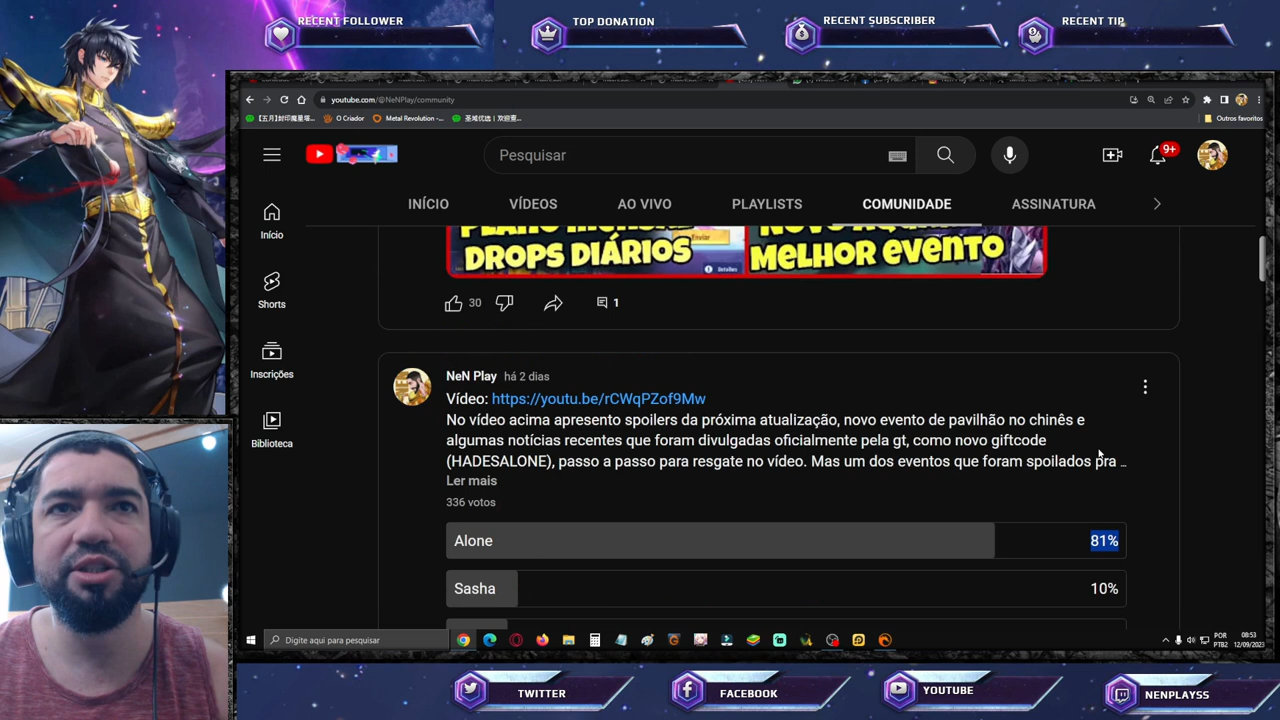 RECENT FOLLOWER
TOP DONATION
RECENT SUBSCRIBER
RECENT TIP
youtube.com/@NeNPlay/community
O Criador
Metal Revolution -...
Outros favoritos
Pesquisar
9+
INÍCIO
VÍDEOS
AO VIVO
PLAYLISTS
COMUNIDADE
ASSINATURA
Início
Shorts
Inscrições
Biblioteca
DROPS DIÁRIOS
Enviar
Detalhes
MELHOR EVENTO
30
1
NeN Play há 2 dias
Vídeo: https://youtu.be/rCWqPZof9Mw
No vídeo acima apresento spoilers da próxima atualização, novo evento de pavilhão no chinês e
algumas notícias recentes que foram divulgadas oficialmente pela gt, como novo giftcode
(HADESALONE), passo a passo para resgate no vídeo. Mas um dos eventos que foram spoilados pra ...
Ler mais
336 votos
Alone 81%
Sasha 10%
Digite aqui para pesquisar
POR
PTB2
08:53
12/09/2023
TWITTER
FACEBOOK
YOUTUBE
NENPLAYSS